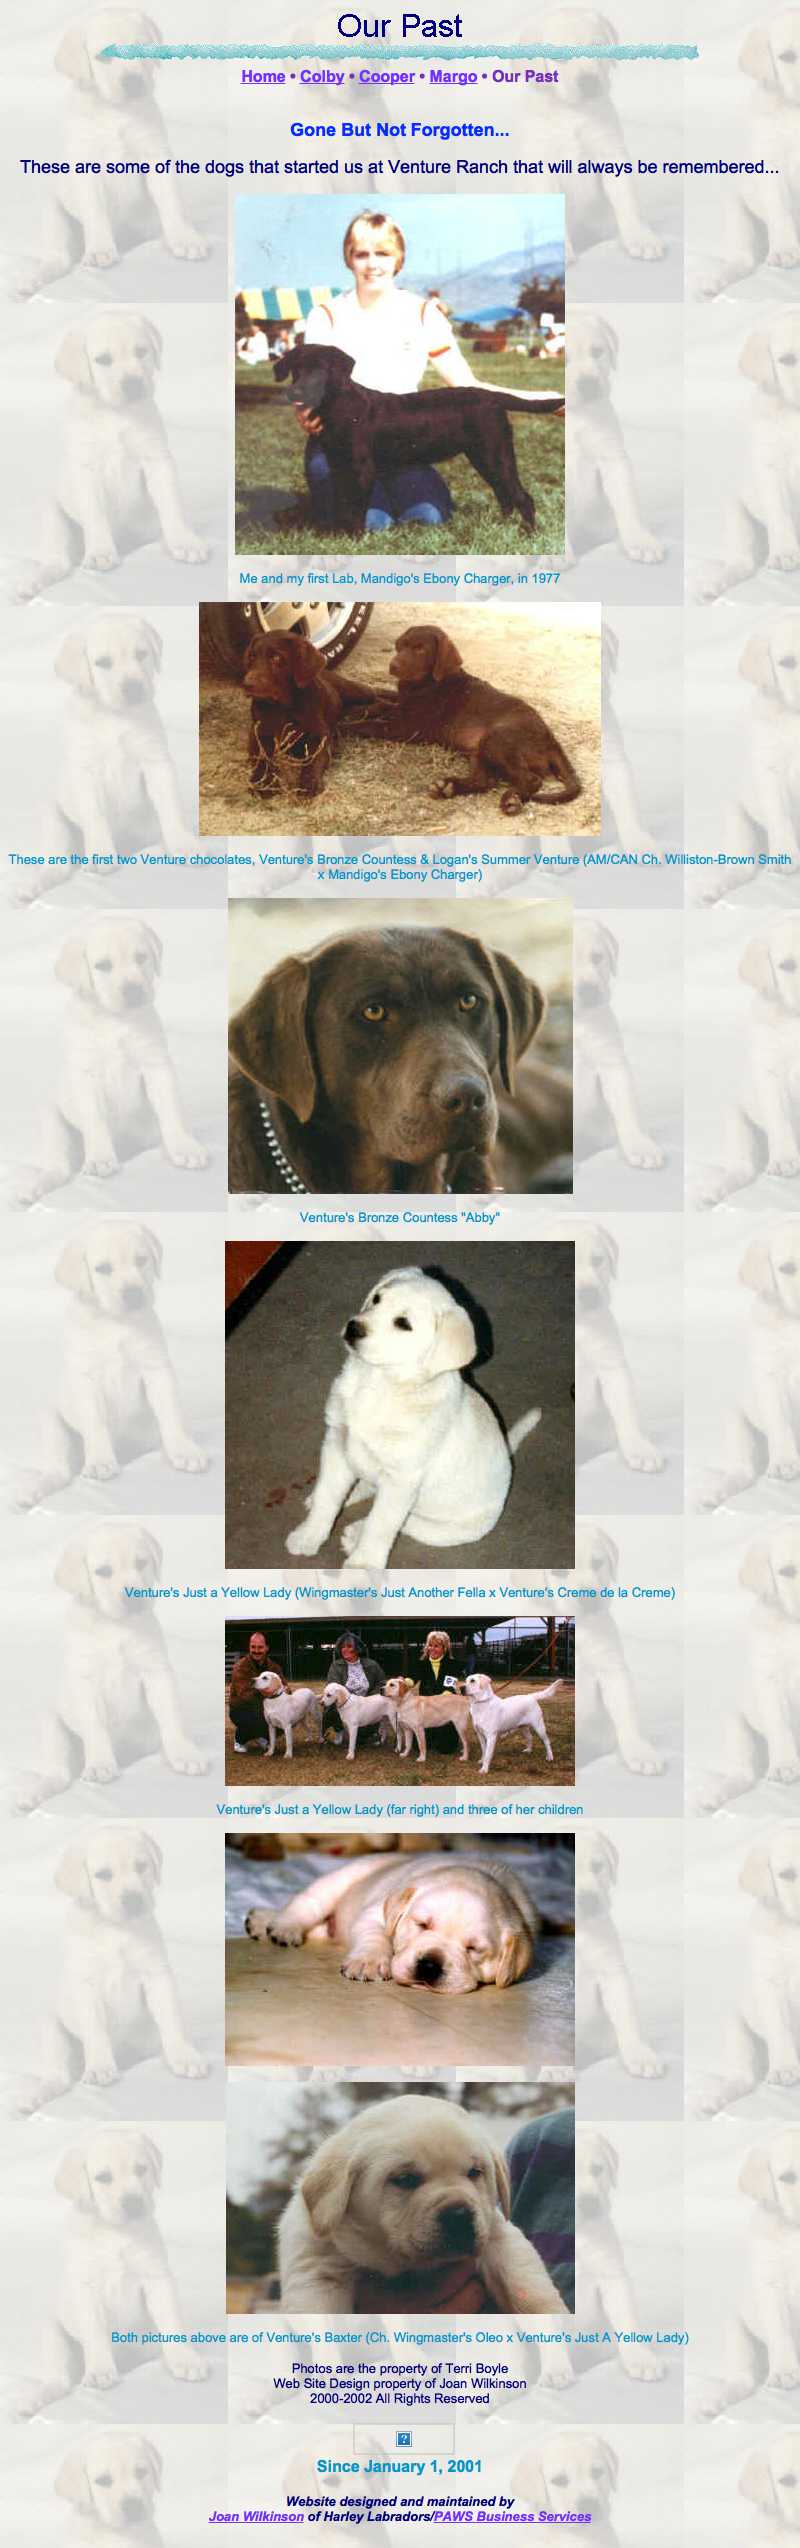 Our Past
Home • Colby • Cooper • Margo • Our Past
Gone But Not Forgotten...
These are some of the dogs that started us at Venture Ranch that will always be remembered...
Me and my first Lab, Mandigo's Ebony Charger, in 1977
These are the first two Venture chocolates, Venture's Bronze Countess & Logan's Summer Venture (AM/CAN Ch. Williston-Brown Smith
x Mandigo's Ebony Charger)
Venture's Bronze Countess "Abby"
Venture's Just a Yellow Lady (Wingmaster's Just Another Fella x Venture's Creme de la Creme)
Venture's Just a Yellow Lady (far right) and three of her children
Both pictures above are of Venture's Baxter (Ch. Wingmaster's Oleo x Venture's Just A Yellow Lady)
Photos are the property of Terri Boyle
Web Site Design property of Joan Wilkinson
2000-2002 All Rights Reserved
Since January 1, 2001
Website designed and maintained by
Joan Wilkinson of Harley Labradors/PAWS Business Services